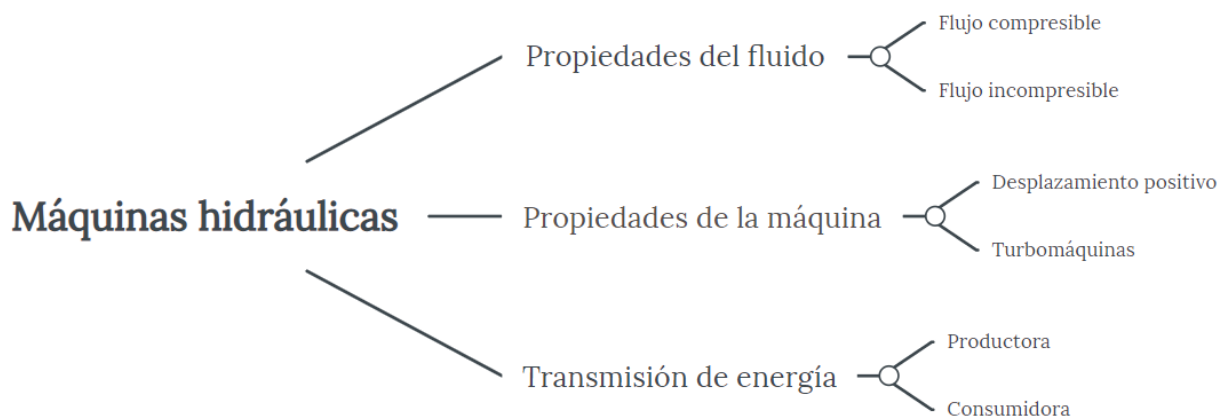 Máquinas hidráulicas
Propiedades del fluido
Flujo compresible
Flujo incompresible
Propiedades de la máquina
Desplazamiento positivo
Turbomáquinas
Transmisión de energía
Productora
Consumidora